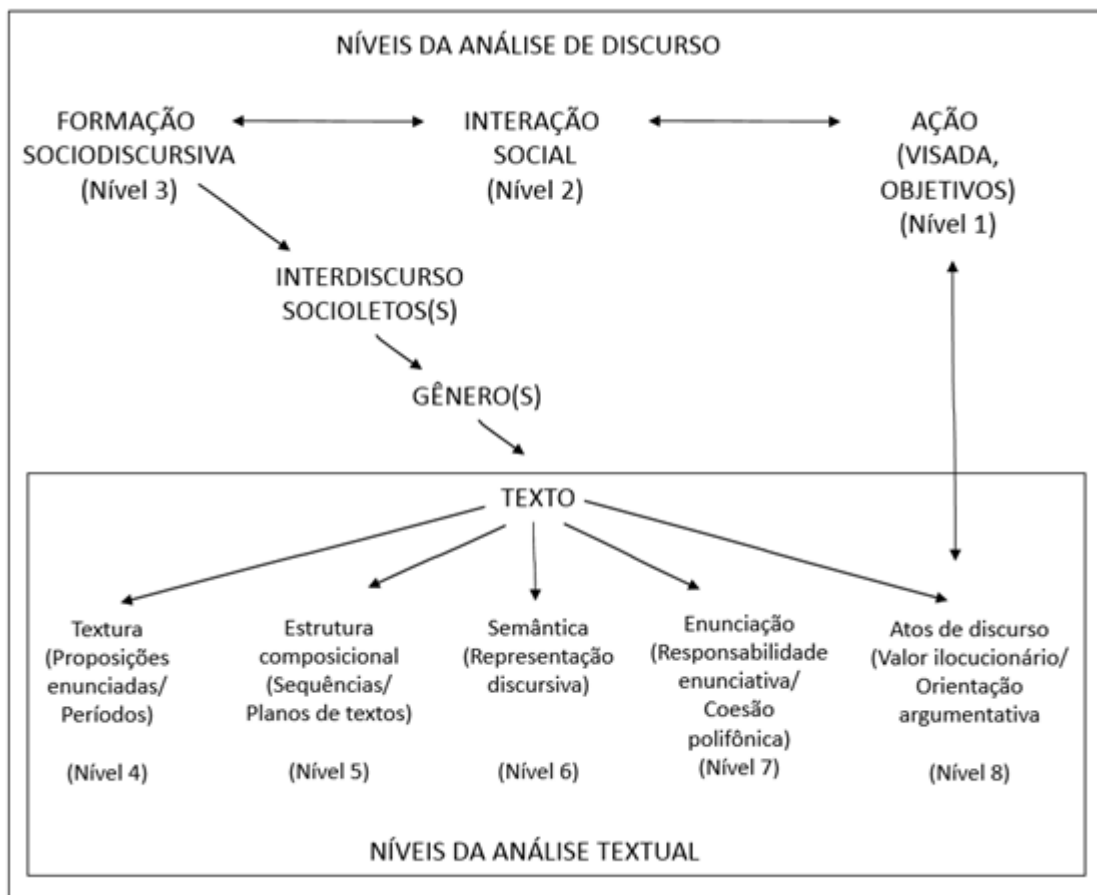 NÍVEIS DA ANÁLISE DE DISCURSO
FORMAÇÃO
SOCIODISCURSIVA
(Nível 3)
INTERAÇÃO
SOCIAL
(Nível 2)
AÇÃO
(VISADA,
OBJETIVOS)
(Nível 1)
INTERDISCURSO
SOCIOLETOS(S)
GÊNERO(S)
TEXTO
Textura
(Proposições
enunciadas/
Períodos)
(Nível 4)
Estrutura
composicional
(Sequências/
Planos de textos)
(Nível 5)
Semântica
(Representação
discursiva)
(Nível 6)
Enunciação
(Responsabilidade
enunciativa/
Coesão
polifônica)
(Nível 7)
Atos de discurso
(Valor ilocucionário/
Orientação
argumentativa
(Nível 8)
NÍVEIS DA ANÁLISE TEXTUAL